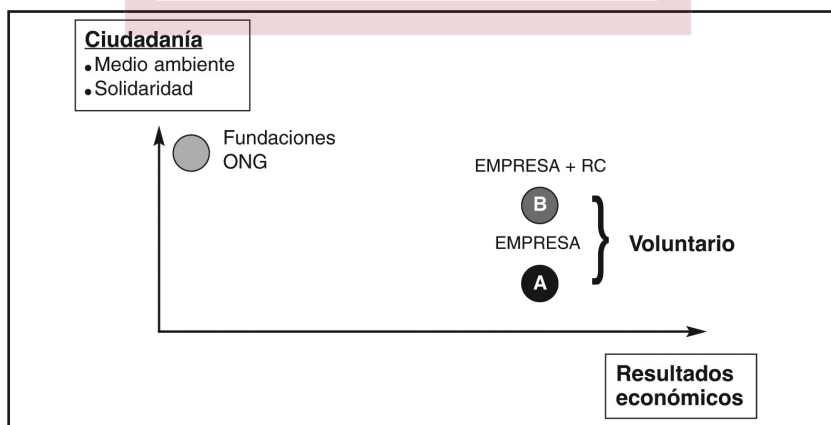 Ciudadanía
• Medio ambiente
• Solidaridad
Fundaciones
ONG
EMPRESA + RC
B
EMPRESA
A
Voluntario
Resultados
económicos